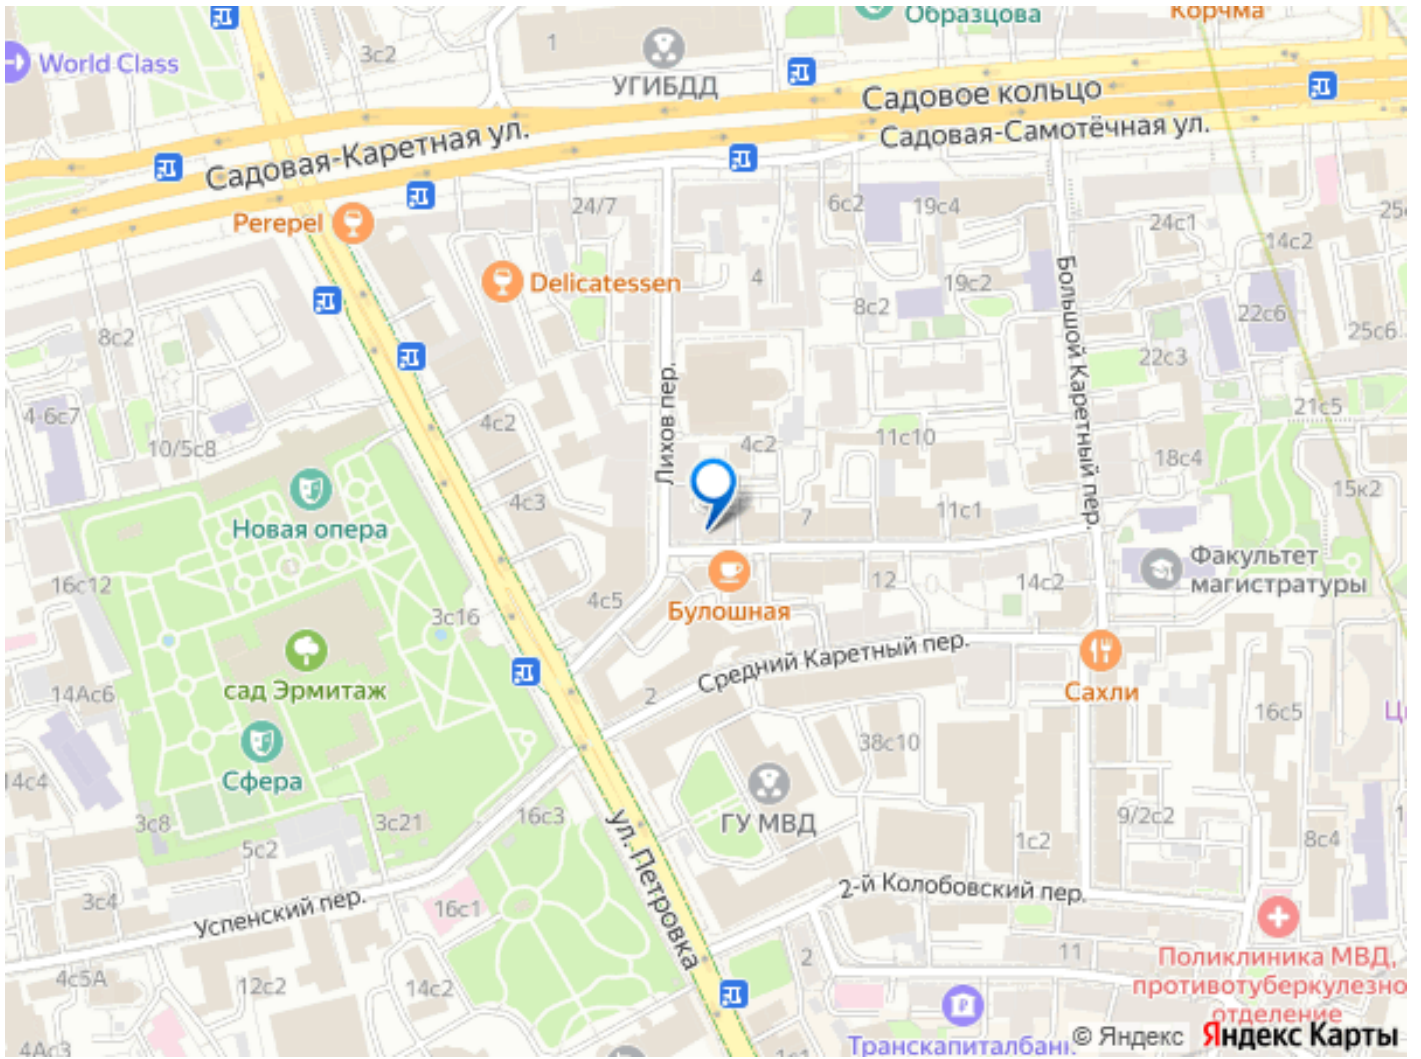 Образцова
Корчма
World Class
3с2
1
УГИБДД
Садовое кольцо
Садовая-Самотёчная ул.
Садовая-Каретная ул.
Perepel
24/7
6с2
19с4
24с1
25с
14с2
Delicatessen
4
19с2
8с2
22с6
25с6
8с2
22с3
Большой Каретный пер.
Лихов пер.
4-6с7
10/5с8
4с2
4с2
11с10
21с5
18с4
15к2
Новая опера
4с3
7
11с1
16с12
Факультет
магистратуры
12
14с2
Булошная
4с5
3с16
Средний Каретный пер.
сад Эрмитаж
14Ас6
2
Сахли
16с5
Сфера
14с4
38с10
ГУ МВД
3с8
3с21
16с3
ул. Петровка
9/2с2
1с2
8с4
5с2
3с4
Успенский пер.
16с1
2-й Колобовский пер.
4с5А
12с2
14с2
2
11
Поликлиника МВД,
противотуберкулезно
отделение
4Ас3
Транскапиталбанк
1с1
© Яндекс
Яндекс Карты